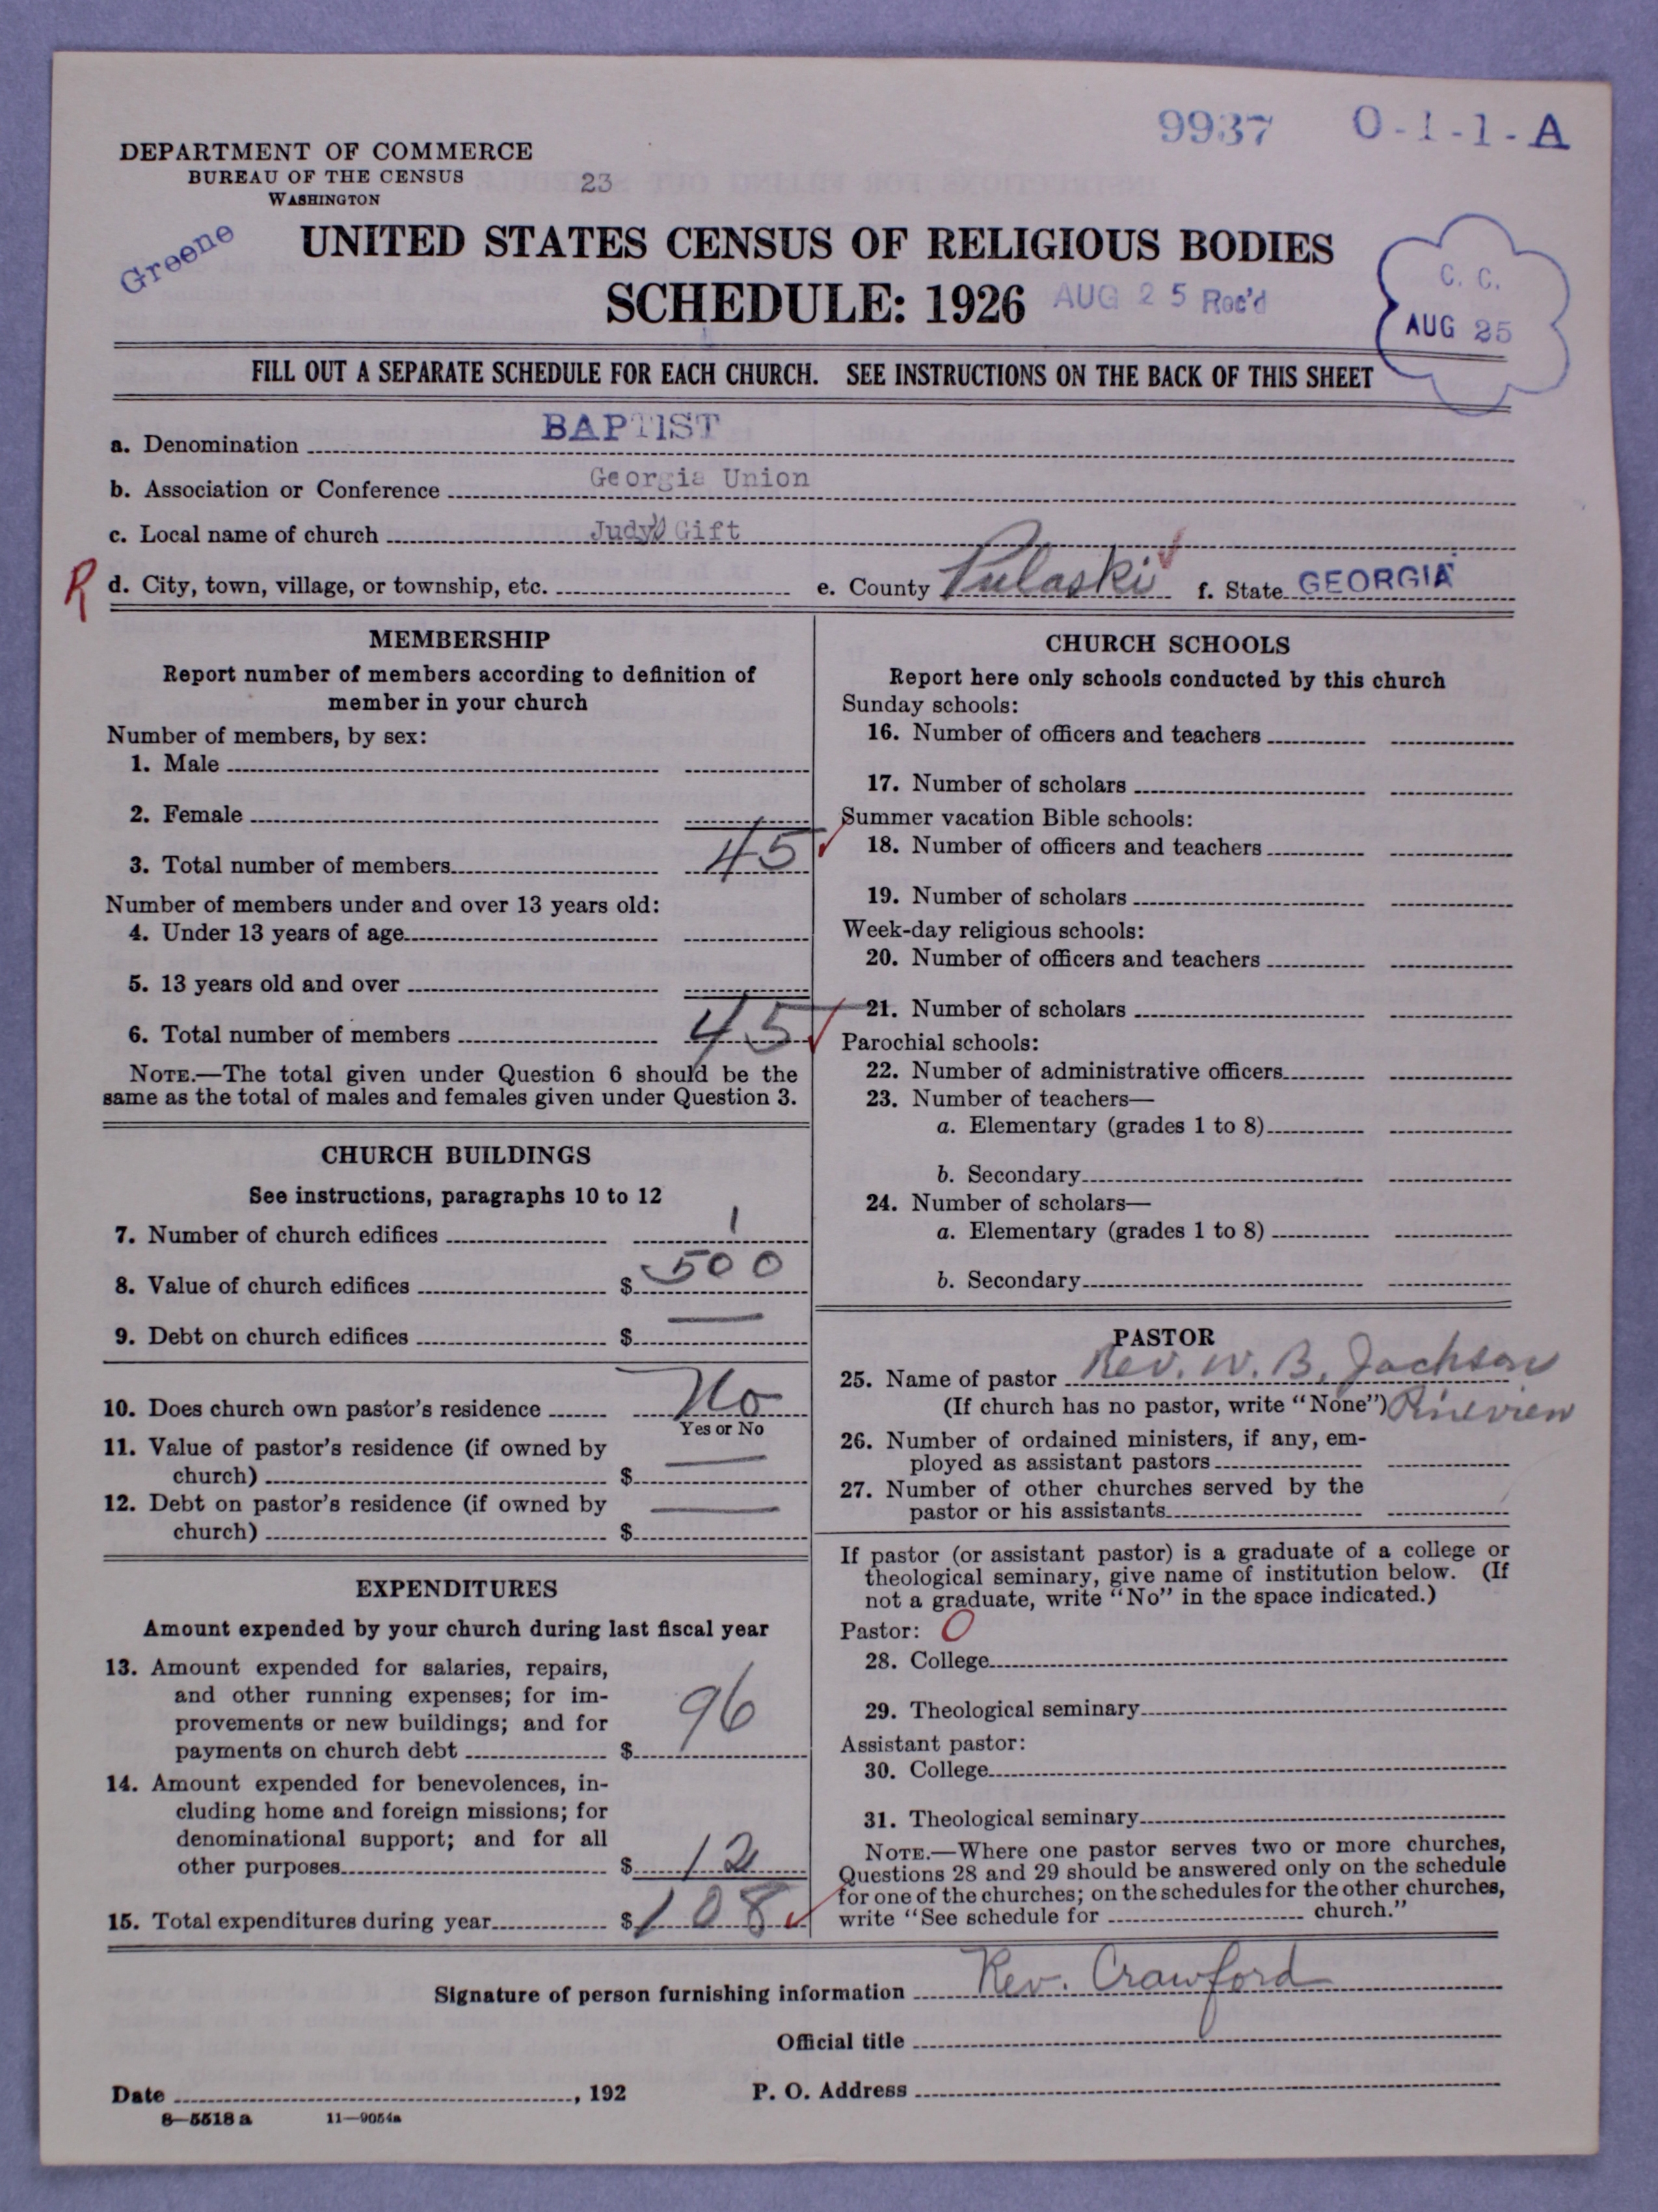 9937 O-1-1-A
DEPARTMENT OF COMMERCE
BUREAU OF THE CENSUS
WASHINGTON
23
Greene
UNITED STATES CENSUS OF RELIGIOUS BODIES
SCHEDULE: 1926
AUG 25 Rec'd
C. C.
AUG 25
FILL OUT A SEPARATE SCHEDULE FOR EACH CHURCH. SEE INSTRUCTIONS ON THE BACK OF THIS SHEET
a. Denomination BAPTIST
b. Association or Conference Georgia Union
c. Local name of church Judy's Gift
R d. City, town, village, or township, etc. e. County Pulaski f. State GEORGIA
MEMBERSHIP
Report number of members according to definition of
member in your church
Number of members, by sex:
1. Male
2. Female
3. Total number of members 45
Number of members under and over 13 years old:
4. Under 13 years of age
5. 13 years old and over
6. Total number of members 45
NOTE.—The total given under Question 6 should be the
same as the total of males and females given under Question 3.
CHURCH BUILDINGS
See instructions, paragraphs 10 to 12
7. Number of church edifices 1
8. Value of church edifices $ 500
9. Debt on church edifices $ —
10. Does church own pastor's residence No
Yes or No
11. Value of pastor's residence (if owned by
church) $ —
12. Debt on pastor's residence (if owned by
church) $ —
EXPENDITURES
Amount expended by your church during last fiscal year
13. Amount expended for salaries, repairs,
and other running expenses; for im-
provements or new buildings; and for
payments on church debt $ 96
14. Amount expended for benevolences, in-
cluding home and foreign missions; for
denominational support; and for all
other purposes $ 12
15. Total expenditures during year $ 108
CHURCH SCHOOLS
Report here only schools conducted by this church
Sunday schools:
16. Number of officers and teachers
17. Number of scholars
Summer vacation Bible schools:
18. Number of officers and teachers
19. Number of scholars
Week-day religious schools:
20. Number of officers and teachers
21. Number of scholars
Parochial schools:
22. Number of administrative officers
23. Number of teachers—
a. Elementary (grades 1 to 8)
b. Secondary
24. Number of scholars—
a. Elementary (grades 1 to 8)
b. Secondary
PASTOR
25. Name of pastor Rev. W. B. Jackson
(If church has no pastor, write "None") Pineview
26. Number of ordained ministers, if any, em-
ployed as assistant pastors
27. Number of other churches served by the
pastor or his assistants
If pastor (or assistant pastor) is a graduate of a college or
theological seminary, give name of institution below. (If
not a graduate, write "No" in the space indicated.)
Pastor: O
28. College
29. Theological seminary
Assistant pastor:
30. College
31. Theological seminary
NOTE.—Where one pastor serves two or more churches,
Questions 28 and 29 should be answered only on the schedule
for one of the churches; on the schedules for the other churches,
write "See schedule for church."
Signature of person furnishing information Rev. Crawford
Official title
Date , 192 P. O. Address
8—5518 a 11—9054a